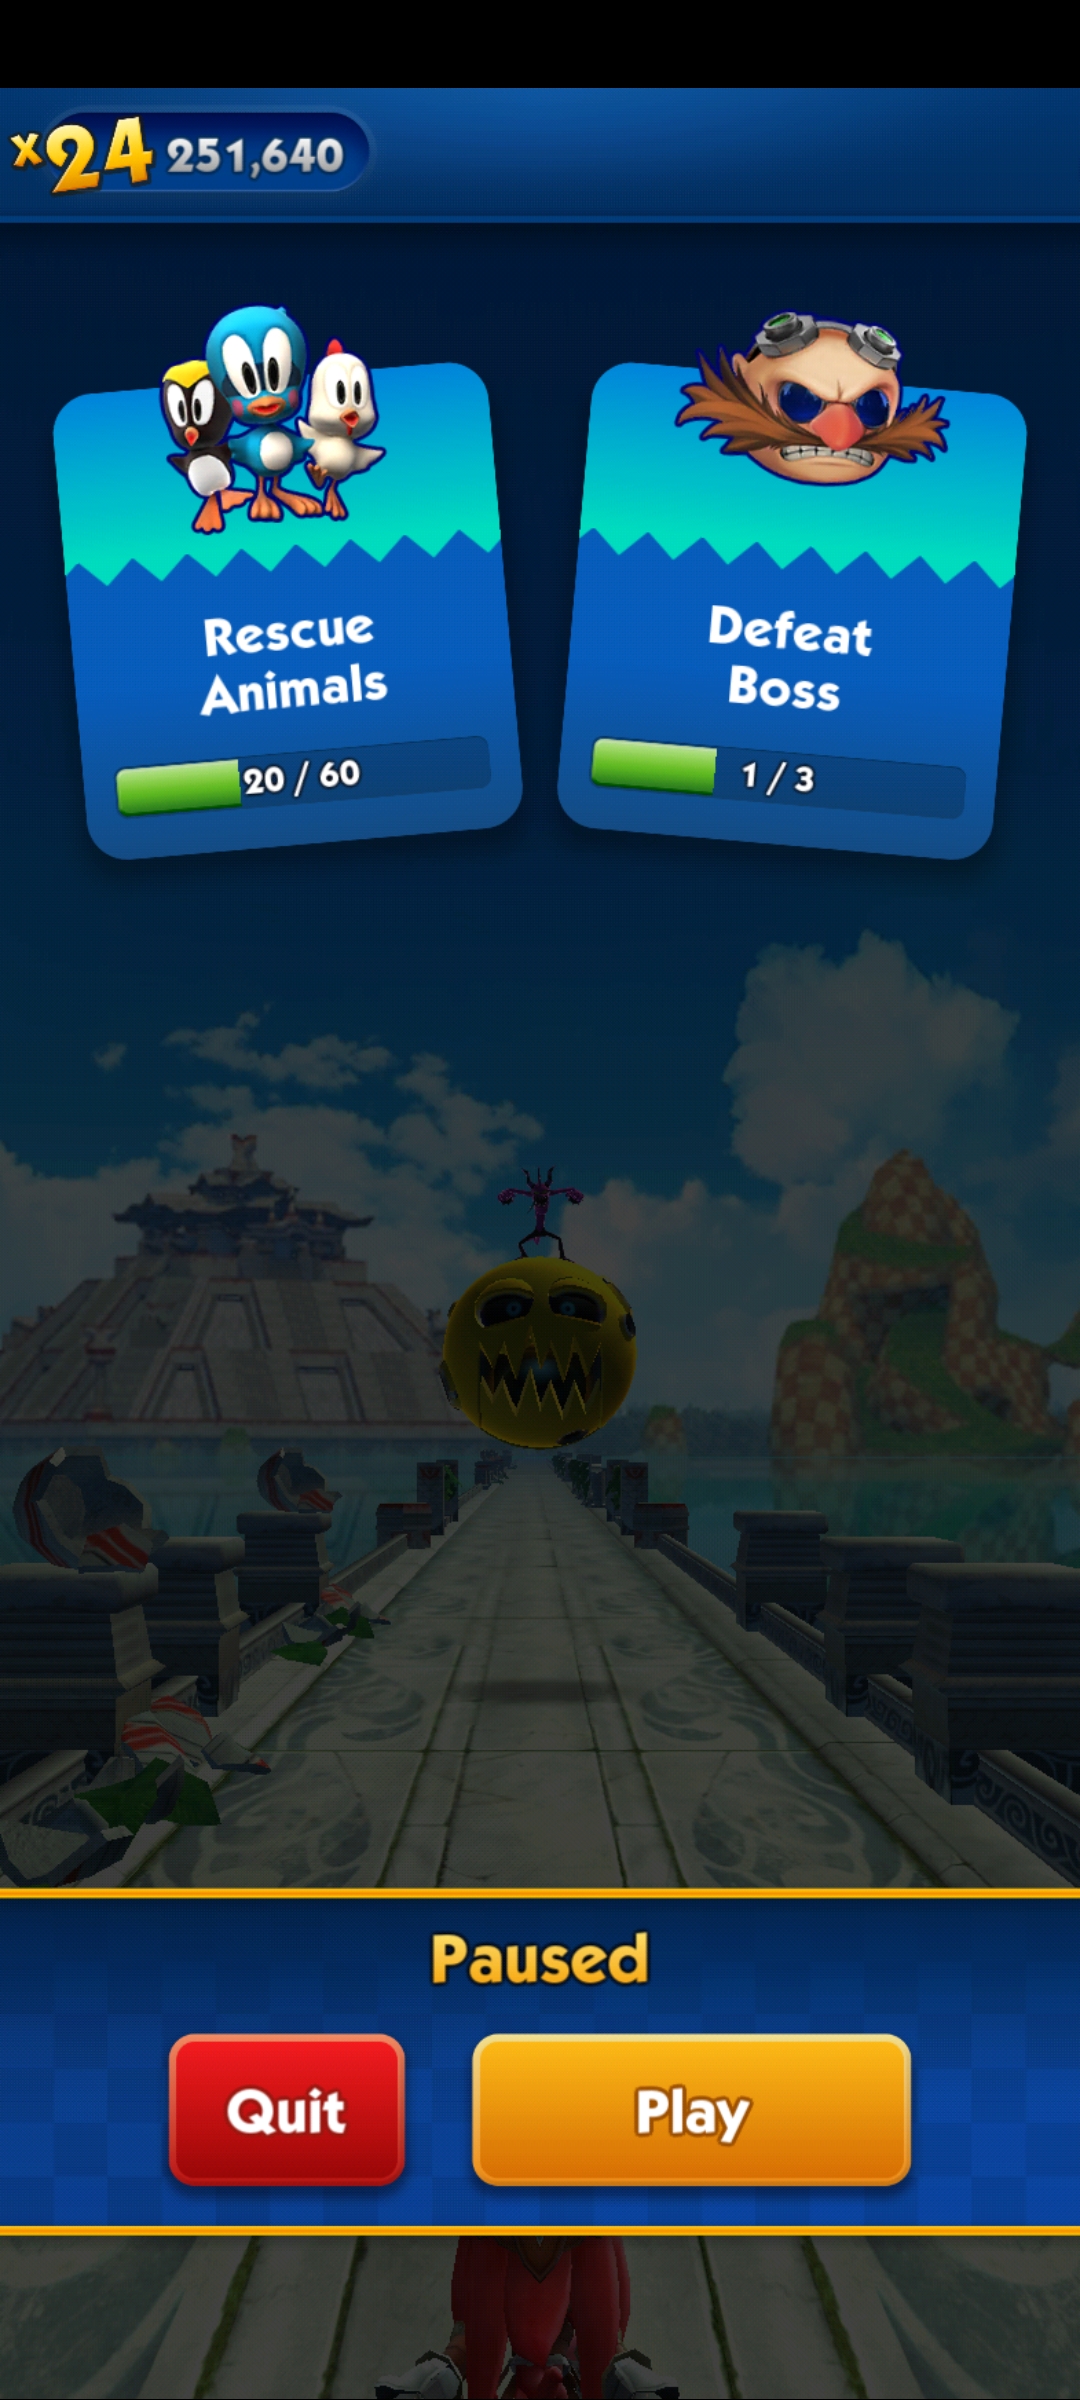 x24 251,640
Rescue
Animals
20 / 60
Defeat
Boss
1 / 3
Paused
Quit
Play